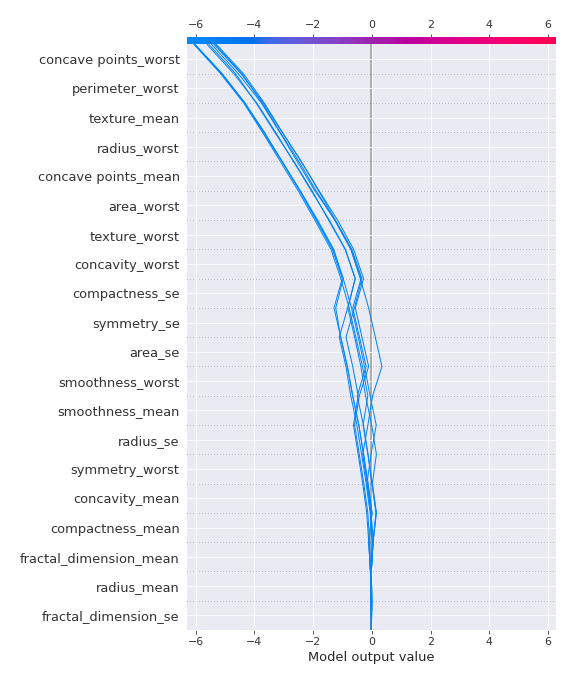 −6 −4 −2 0 2 4 6
concave points_worst
perimeter_worst
texture_mean
radius_worst
concave points_mean
area_worst
texture_worst
concavity_worst
compactness_se
symmetry_se
area_se
smoothness_worst
smoothness_mean
radius_se
symmetry_worst
concavity_mean
compactness_mean
fractal_dimension_mean
radius_mean
fractal_dimension_se
−6 −4 −2 0 2 4 6
Model output value